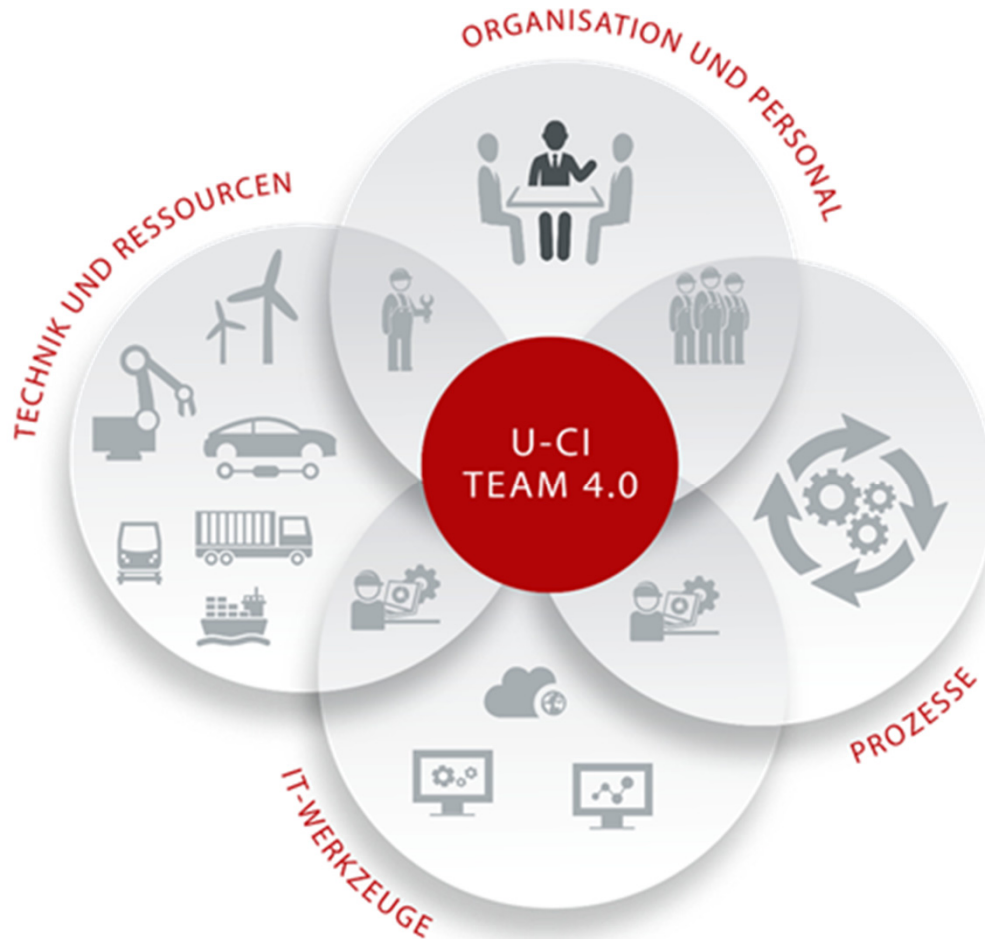 ORGANISATION UND PERSONAL
TECHNIK UND RESSOURCEN
U-CI
TEAM 4.0
PROZESSE
IT-WERKZEUGE